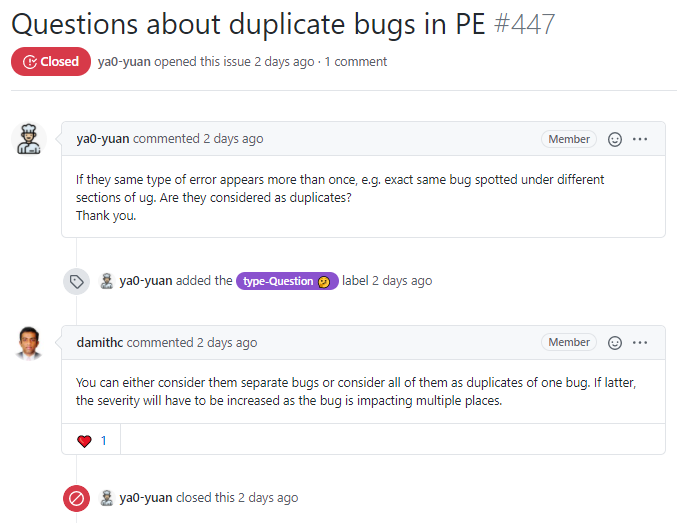 Questions about duplicate bugs in PE #447
Closed ya0-yuan opened this issue 2 days ago · 1 comment
ya0-yuan commented 2 days ago Member
If they same type of error appears more than once, e.g. exact same bug spotted under different
sections of ug. Are they considered as duplicates?
Thank you.
ya0-yuan added the type-Question 🤔 label 2 days ago
damithc commented 2 days ago Member
You can either consider them separate bugs or consider all of them as duplicates of one bug. If latter,
the severity will have to be increased as the bug is impacting multiple places.
❤️ 1
ya0-yuan closed this 2 days ago